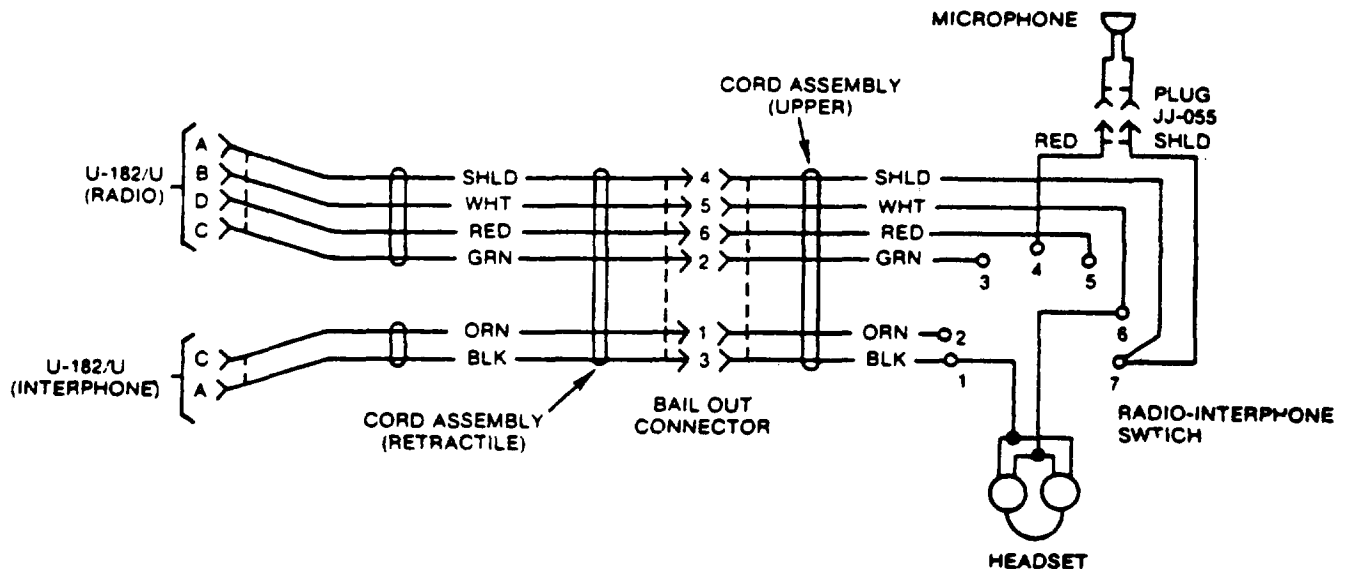 MICROPHONE
CORD ASSEMBLY
(UPPER)
PLUG
JJ-055
RED SHLD
U-182/U
(RADIO)
A SHLD 4 SHLD
B WHT 5 WHT
D RED 6 RED
C GRN 2 GRN
3 4 5
U-182/U
(INTERPHONE)
C ORN 1 ORN 2
A BLK 3 BLK 1
6
7
CORD ASSEMBLY
(RETRACTILE)
BAIL OUT
CONNECTOR
RADIO-INTERPHONE
SWTICH
HEADSET